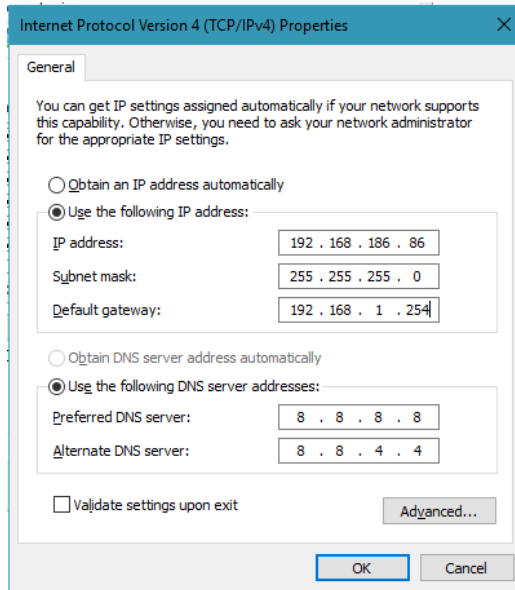 Internet Protocol Version 4 (TCP/IPv4) Properties
General
You can get IP settings assigned automatically if your network supports
this capability. Otherwise, you need to ask your network administrator
for the appropriate IP settings.
Obtain an IP address automatically
Use the following IP address:
IP address: 192 . 168 . 186 . 86
Subnet mask: 255 . 255 . 255 . 0
Default gateway: 192 . 168 . 1 . 254
Obtain DNS server address automatically
Use the following DNS server addresses:
Preferred DNS server: 8 . 8 . 8 . 8
Alternate DNS server: 8 . 8 . 4 . 4
Validate settings upon exit
Advanced...
OK Cancel